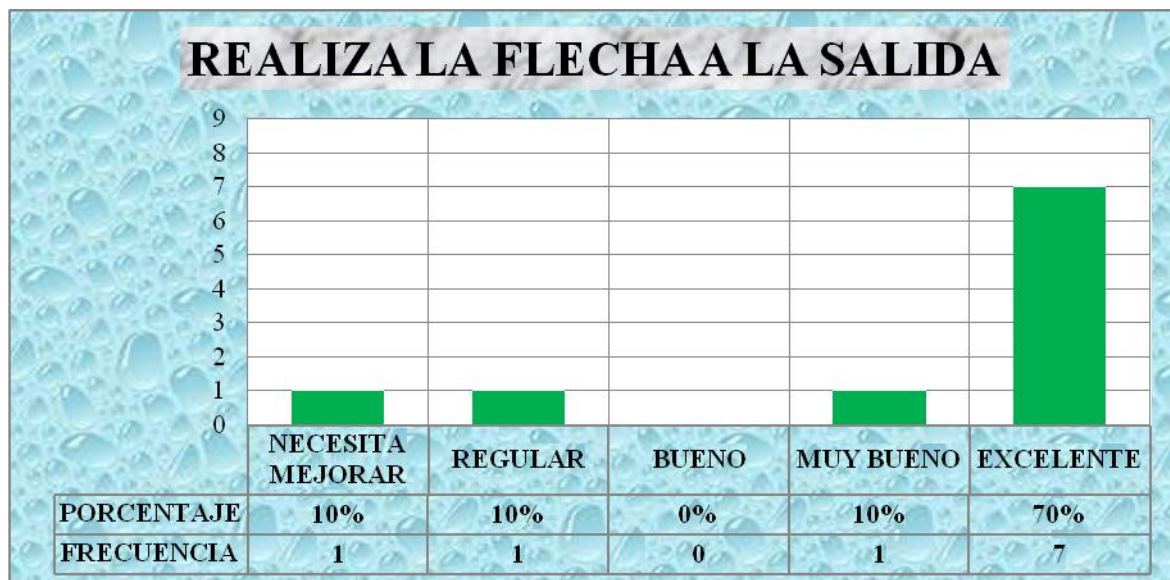 REALIZA LA FLECHA A LA SALIDA
9
8
7
6
5
4
3
2
1
0
NECESITA
MEJORAR
REGULAR
BUENO
MUY BUENO
EXCELENTE
PORCENTAJE 10% 10% 0% 10% 70%
FRECUENCIA 1 1 0 1 7